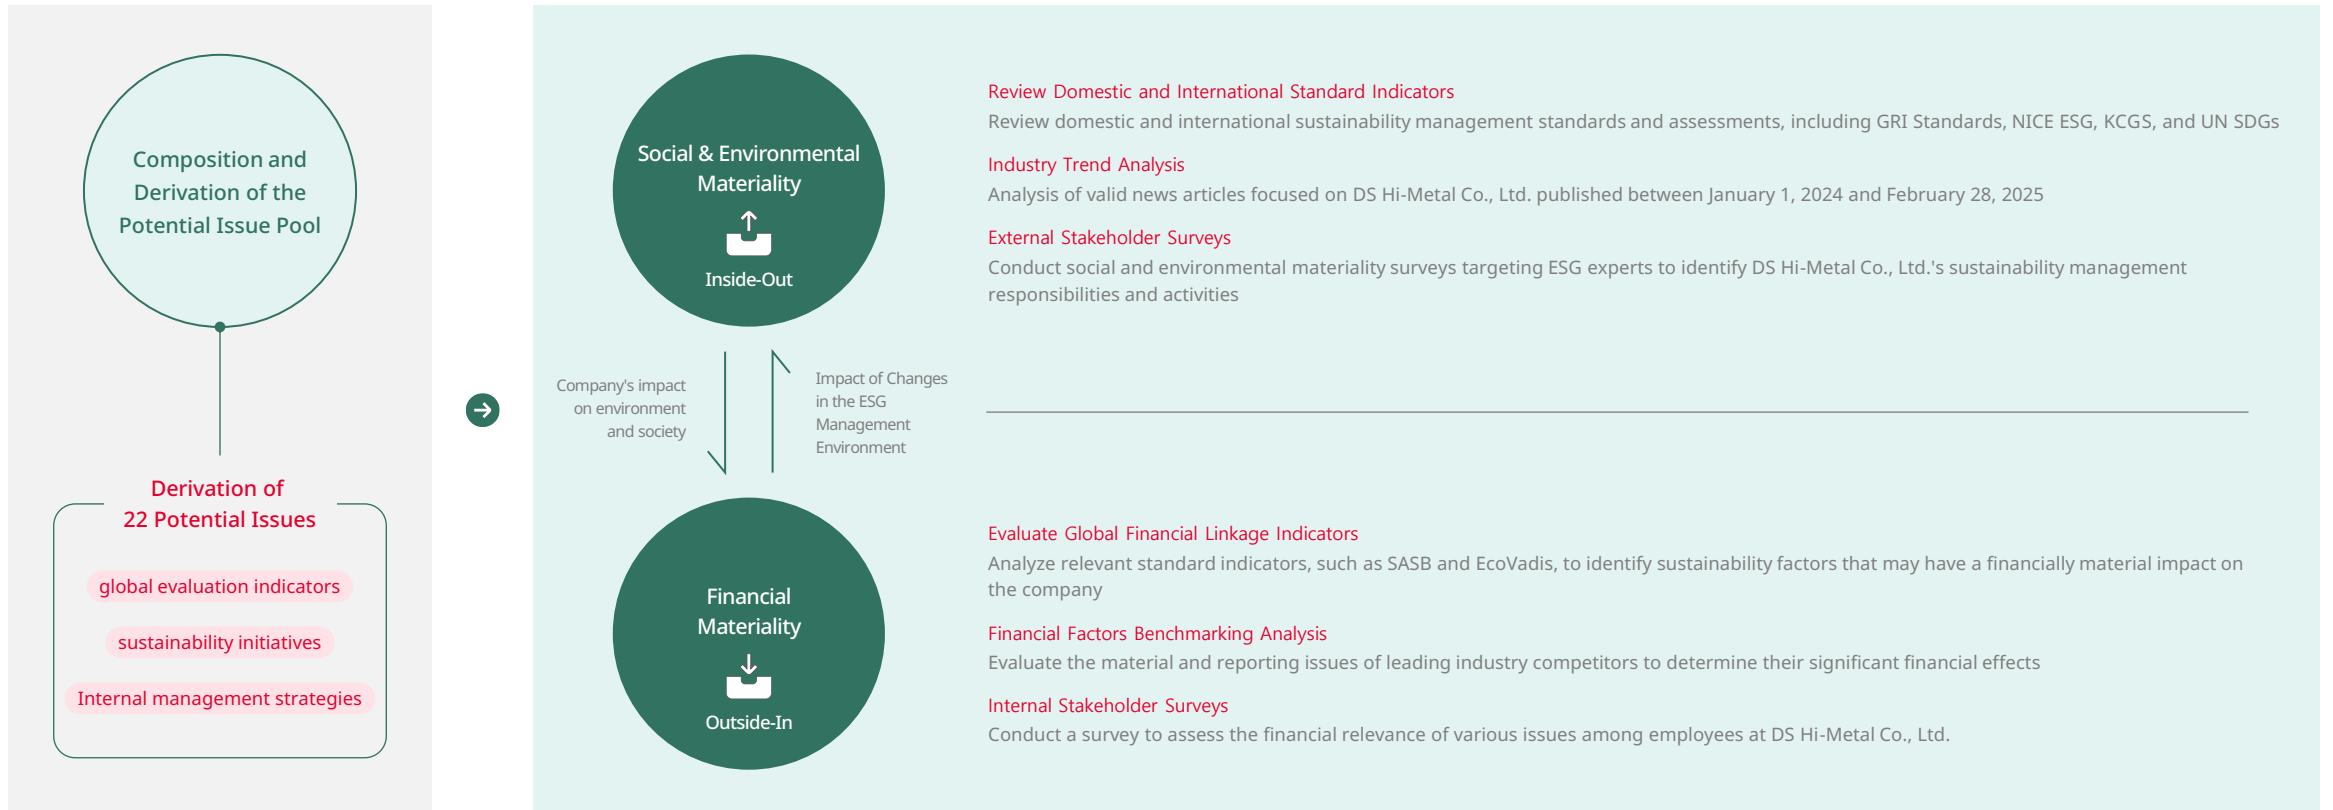 Composition and
Derivation of the
Potential Issue Pool
Derivation of
22 Potential Issues
global evaluation indicators
sustainability initiatives
Internal management strategies
Social & Environmental
Materiality
Inside-Out
Company's impact
on environment
and society
Impact of Changes
in the ESG
Management
Environment
Financial
Materiality
Outside-In
Review Domestic and International Standard Indicators
Review domestic and international sustainability management standards and assessments, including GRI Standards, NICE ESG, KCGS, and UN SDGs
Industry Trend Analysis
Analysis of valid news articles focused on DS Hi-Metal Co., Ltd. published between January 1, 2024 and February 28, 2025
External Stakeholder Surveys
Conduct social and environmental materiality surveys targeting ESG experts to identify DS Hi-Metal Co., Ltd.'s sustainability management
responsibilities and activities
Evaluate Global Financial Linkage Indicators
Analyze relevant standard indicators, such as SASB and EcoVadis, to identify sustainability factors that may have a financially material impact on
the company
Financial Factors Benchmarking Analysis
Evaluate the material and reporting issues of leading industry competitors to determine their significant financial effects
Internal Stakeholder Surveys
Conduct a survey to assess the financial relevance of various issues among employees at DS Hi-Metal Co., Ltd.